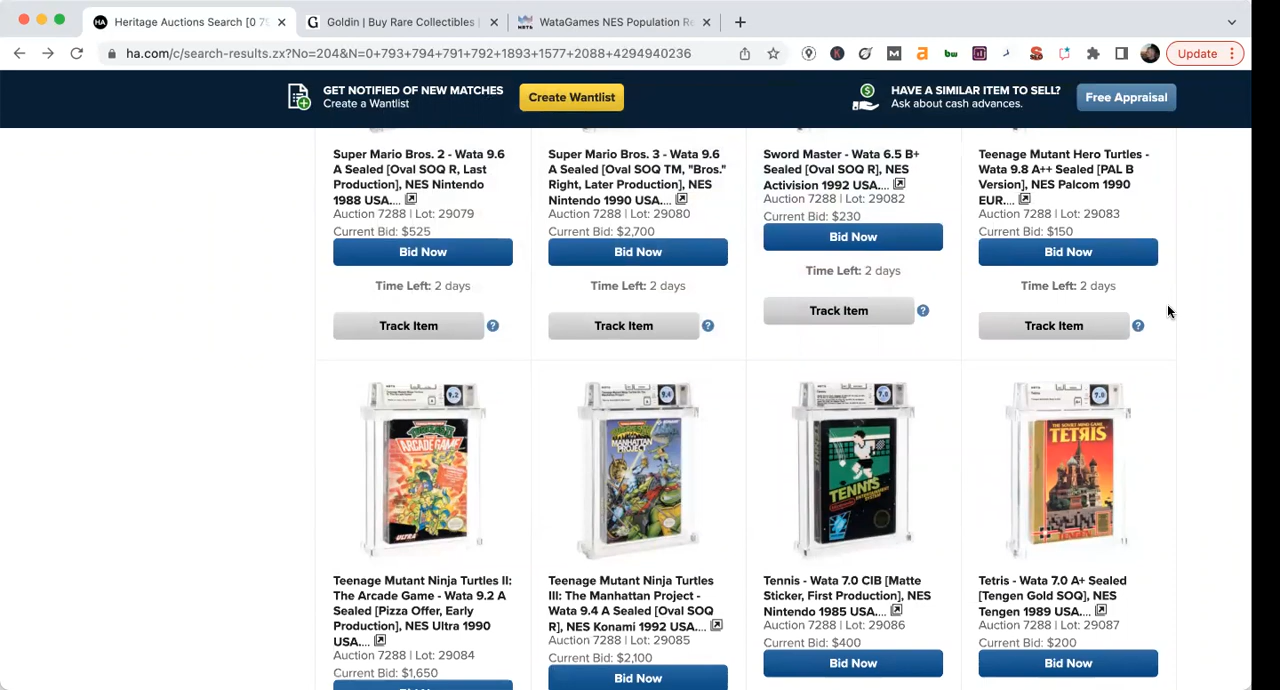 Heritage Auctions Search [0 79
Goldin | Buy Rare Collectibles |
WataGames NES Population Re
ha.com/c/search-results.zx?No=204&N=0+793+794+791+792+1893+1577+2088+4294940236
Update
GET NOTIFIED OF NEW MATCHES
Create a Wantlist
Create Wantlist
HAVE A SIMILAR ITEM TO SELL?
Ask about cash advances.
Free Appraisal
Super Mario Bros. 2 - Wata 9.6
A Sealed [Oval SOQ R, Last
Production], NES Nintendo
1988 USA....
Auction 7288 | Lot: 29079
Current Bid: $525
Bid Now
Time Left: 2 days
Track Item
Super Mario Bros. 3 - Wata 9.6
A Sealed [Oval SOQ TM, "Bros."
Right, Later Production], NES
Nintendo 1990 USA....
Auction 7288 | Lot: 29080
Current Bid: $2,700
Bid Now
Time Left: 2 days
Track Item
Sword Master - Wata 6.5 B+
Sealed [Oval SOQ R], NES
Activision 1992 USA....
Auction 7288 | Lot: 29082
Current Bid: $230
Bid Now
Time Left: 2 days
Track Item
Teenage Mutant Hero Turtles -
Wata 9.8 A++ Sealed [PAL B
Version], NES Palcom 1990
EUR....
Auction 7288 | Lot: 29083
Current Bid: $150
Bid Now
Time Left: 2 days
Track Item
9.2
ARCADE GAME
ULTRA
Teenage Mutant Ninja Turtles II:
The Arcade Game - Wata 9.2 A
Sealed [Pizza Offer, Early
Production], NES Ultra 1990
USA....
Auction 7288 | Lot: 29084
Current Bid: $1,650
9.4
MANHATTAN
PROJECT
Teenage Mutant Ninja Turtles
III: The Manhattan Project -
Wata 9.4 A Sealed [Oval SOQ
R], NES Konami 1992 USA....
Auction 7288 | Lot: 29085
Current Bid: $2,100
Bid Now
7.0
TENNIS
Tennis - Wata 7.0 CIB [Matte
Sticker, First Production], NES
Nintendo 1985 USA....
Auction 7288 | Lot: 29086
Current Bid: $400
Bid Now
TETRIS
Tetris - Wata 7.0 A+ Sealed
[Tengen Gold SOQ], NES
Tengen 1989 USA....
Auction 7288 | Lot: 29087
Current Bid: $200
Bid Now